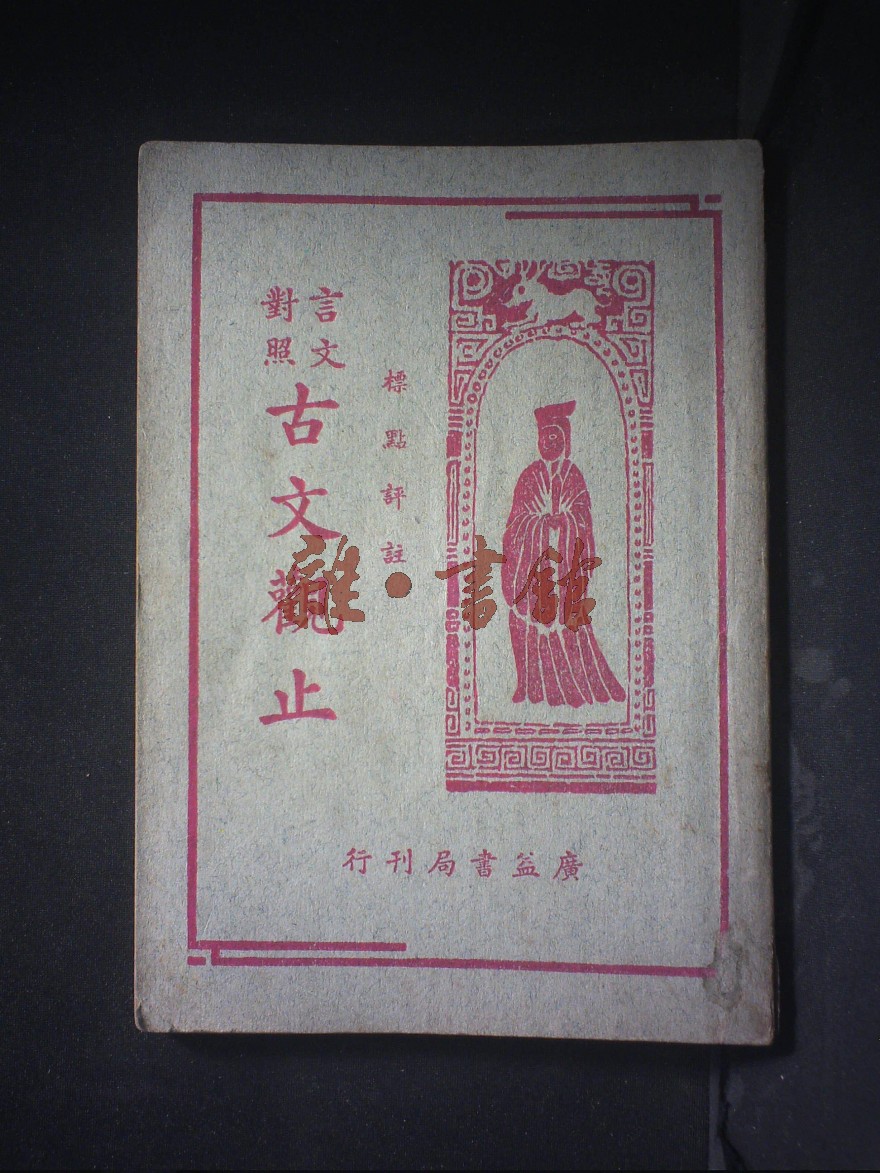 標點評註
言文
對照
古文觀止
廣益書局刊行
雜·書館